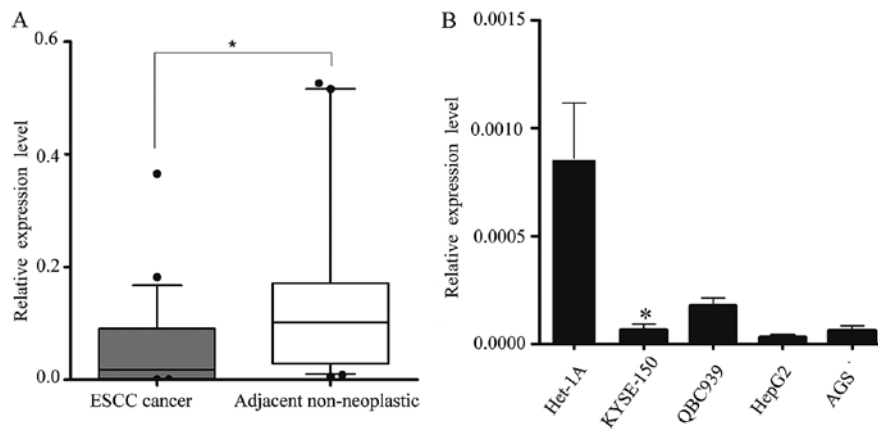 A
Relative expression level
0.6
0.4
0.2
0.0
*
ESCC cancer
Adjacent non-neoplastic
B
Relative expression level
0.0015
0.0010
0.0005
0.0000
*
Het-1A
KYSE-150
QBC939
HepG2
AGS